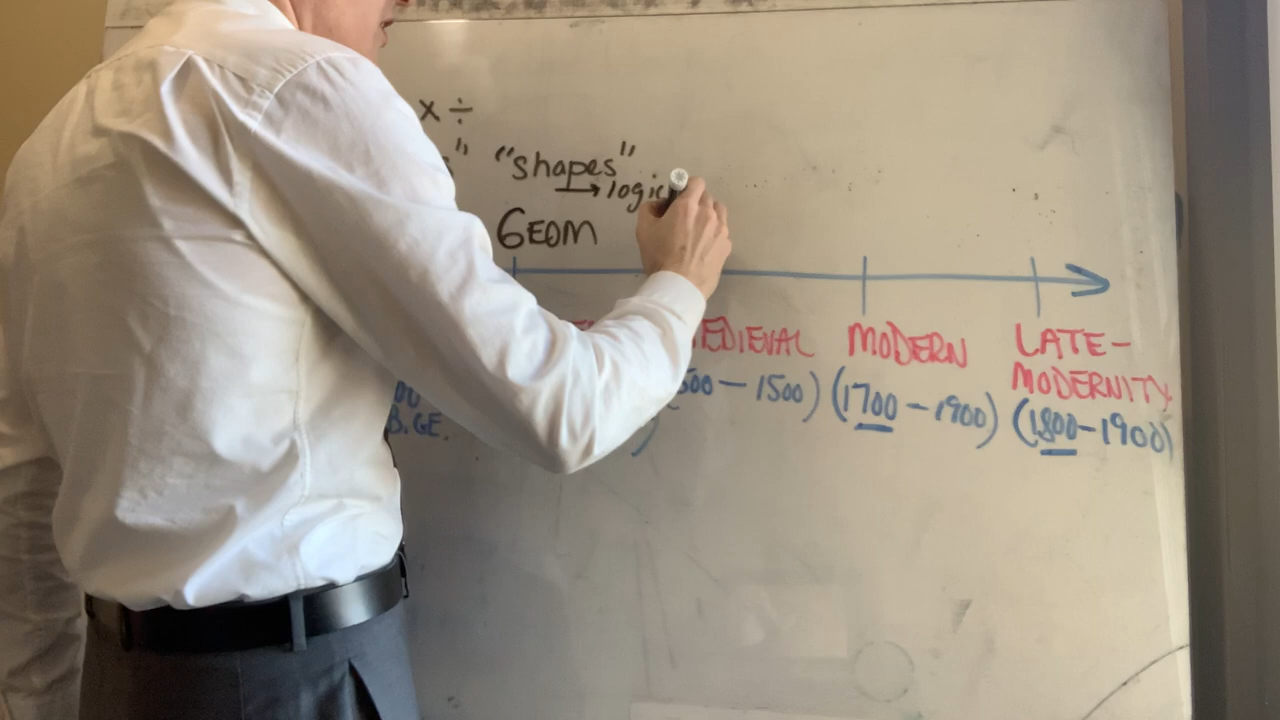 x ÷
" "shapes"
→ logic
GEOM
MEDIEVAL MODERN LATE-
MODERNITY
500 – 1500) (1700 – 1900) (1800 – 1900)
B.C.E.